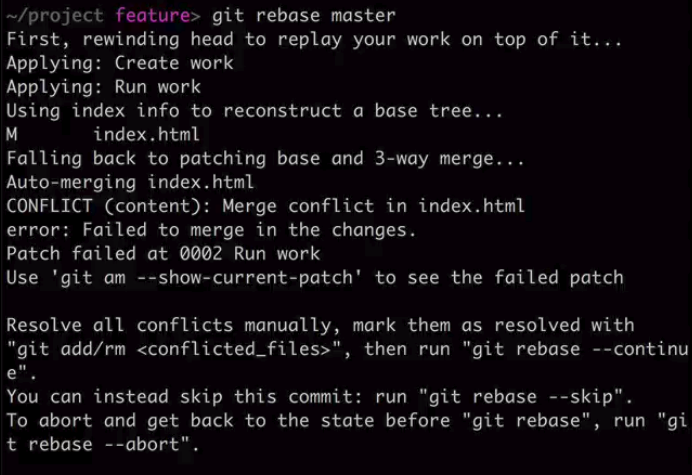 ~/project feature> git rebase master
First, rewinding head to replay your work on top of it...
Applying: Create work
Applying: Run work
Using index info to reconstruct a base tree...
M       index.html
Falling back to patching base and 3-way merge...
Auto-merging index.html
CONFLICT (content): Merge conflict in index.html
error: Failed to merge in the changes.
Patch failed at 0002 Run work
Use 'git am --show-current-patch' to see the failed patch

Resolve all conflicts manually, mark them as resolved with
"git add/rm <conflicted_files>", then run "git rebase --continu
e".
You can instead skip this commit: run "git rebase --skip".
To abort and get back to the state before "git rebase", run "gi
t rebase --abort".